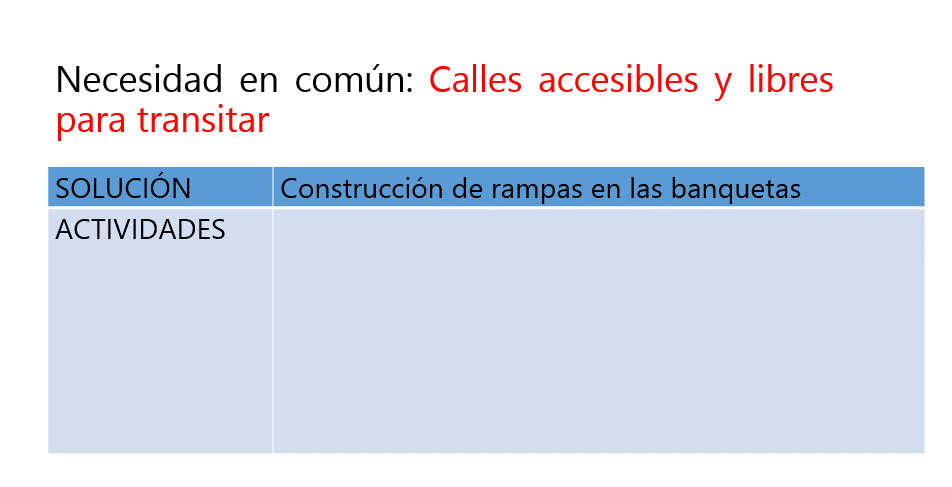 Necesidad en común: Calles accesibles y libres
para transitar
SOLUCIÓN Construcción de rampas en las banquetas
ACTIVIDADES